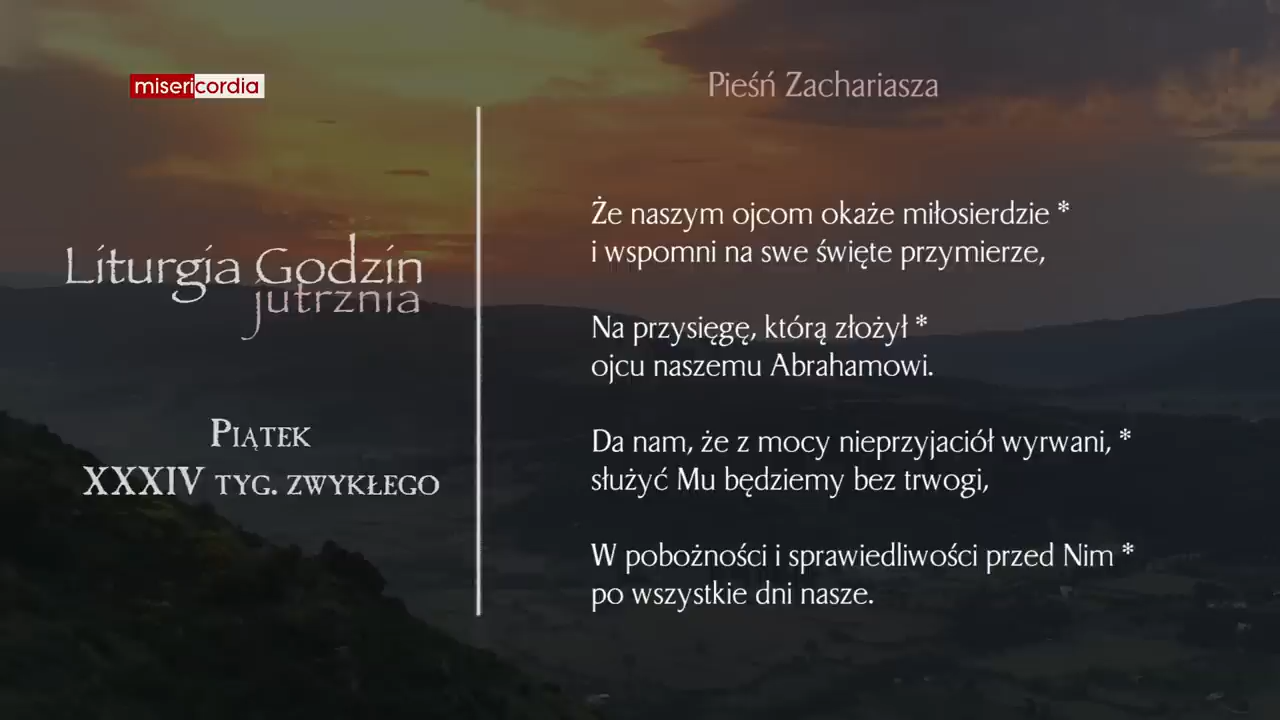 misericordia
Liturgia Godzin
jutrznia
Piątek
XXXIV tyg. zwykłego
Pieśń Zachariasza
Że naszym ojcom okaże miłosierdzie *
i wspomni na swe święte przymierze,
Na przysięgę, którą złożył *
ojcu naszemu Abrahamowi.
Da nam, że z mocy nieprzyjaciół wyrwani, *
służyć Mu będziemy bez trwogi,
W pobożności i sprawiedliwości przed Nim *
po wszystkie dni nasze.